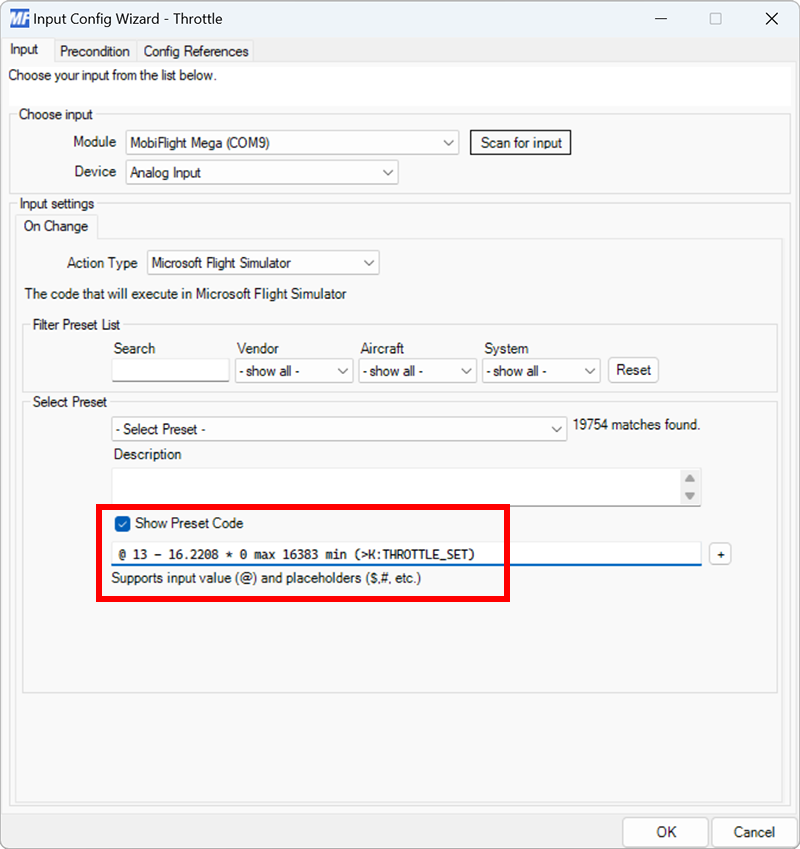 MF Input Config Wizard - Throttle
Input Precondition Config References
Choose your input from the list below.
Choose input
Module MobiFlight Mega (COM9) Scan for input
Device Analog Input
Input settings
On Change
Action Type Microsoft Flight Simulator
The code that will execute in Microsoft Flight Simulator
Filter Preset List
Search Vendor Aircraft System
- show all - - show all - - show all - Reset
Select Preset
- Select Preset - 19754 matches found.
Description
Show Preset Code
@ 13 - 16.2208 * 0 max 16383 min (>K:THROTTLE_SET) +
Supports input value (@) and placeholders ($,#, etc.)
OK Cancel